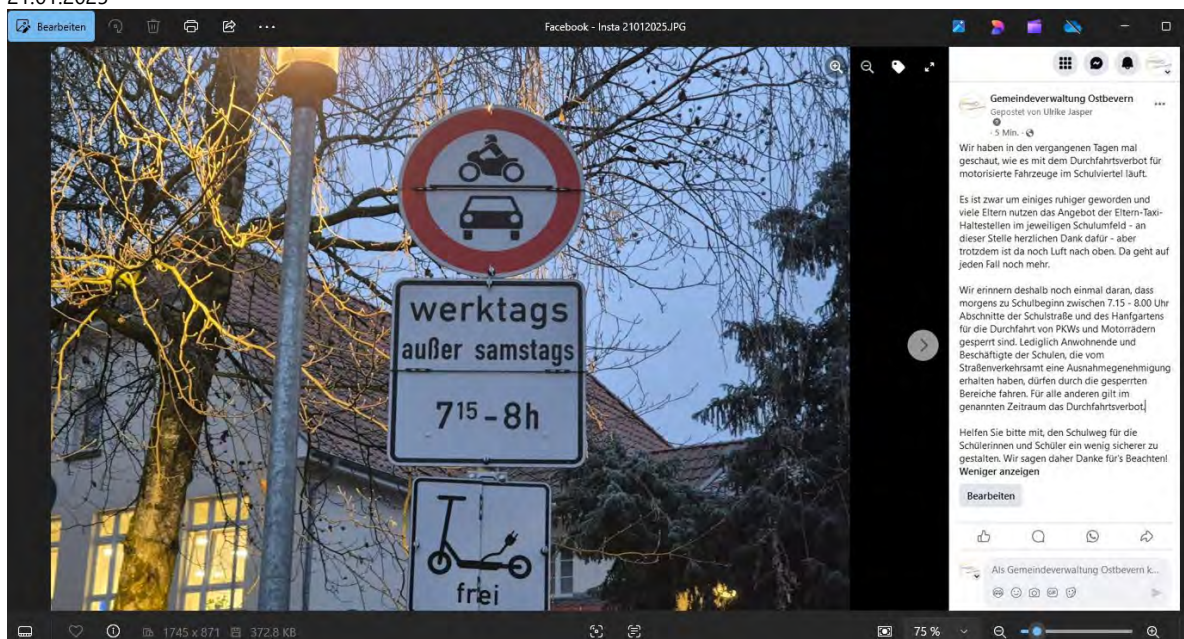 21.01.2025
Bearbeiten
Facebook - Insta 21012025.JPG
werktags
außer samstags
7¹⁵ - 8h
frei
Gemeindeverwaltung Ostbevern
Gepostet von Ulrike Jasper
· 5 Min. ·
Wir haben in den vergangenen Tagen mal
geschaut, wie es mit dem Durchfahrtsverbot für
motorisierte Fahrzeuge im Schulviertel läuft.
Es ist zwar um einiges ruhiger geworden und
viele Eltern nutzen das Angebot der Eltern-Taxi-
Haltestellen im jeweiligen Schulumfeld - an
dieser Stelle herzlichen Dank dafür - aber
trotzdem ist da noch Luft nach oben. Da geht auf
jeden Fall noch mehr.
Wir erinnern deshalb noch einmal daran, dass
morgens zu Schulbeginn zwischen 7.15 - 8.00 Uhr
Abschnitte der Schulstraße und des Hanfgartens
für die Durchfahrt von PKWs und Motorrädern
gesperrt sind. Lediglich Anwohnende und
Beschäftigte der Schulen, die vom
Straßenverkehrsamt eine Ausnahmegenehmigung
erhalten haben, dürfen durch die gesperrten
Bereiche fahren. Für alle anderen gilt im
genannten Zeitraum das Durchfahrtsverbot.
Helfen Sie bitte mit, den Schulweg für die
Schülerinnen und Schüler ein wenig sicherer zu
gestalten. Wir sagen daher Danke für's Beachten!
Weniger anzeigen
Bearbeiten
Als Gemeindeverwaltung Ostbevern k...
1745 x 871
372.8 KB
75 %